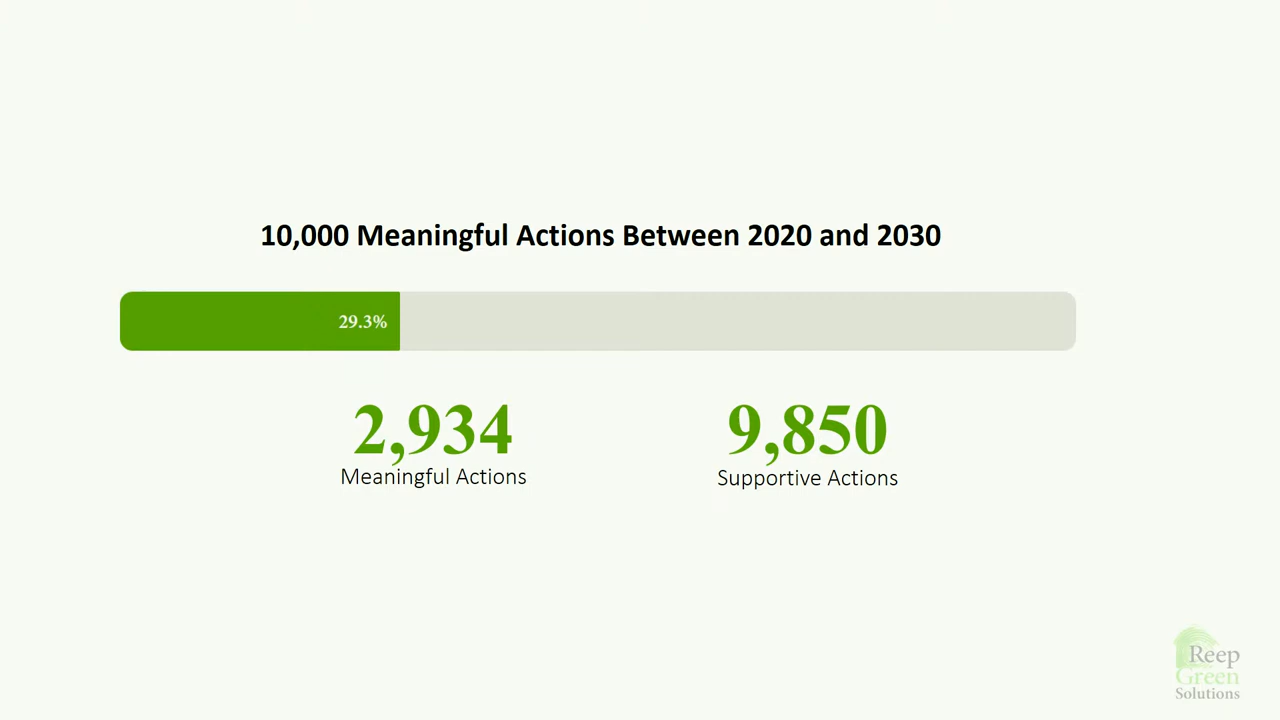 10,000 Meaningful Actions Between 2020 and 2030
29.3%
2,934
Meaningful Actions
9,850
Supportive Actions
Reep
Green
Solutions